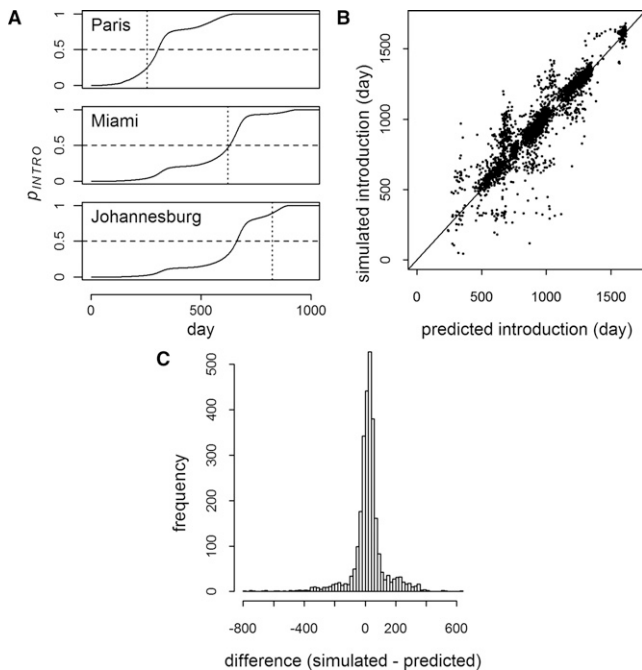 A
Paris
0 0.5 1
Miami
0 0.5 1
Johannesburg
0 0.5 1
pINTRO
0 500 1000
day
B
0 500 1000 1500
simulated introduction (day)
0 500 1000 1500
predicted introduction (day)
C
0 100 200 300 400 500
frequency
-800 -400 0 200 600
difference (simulated - predicted)